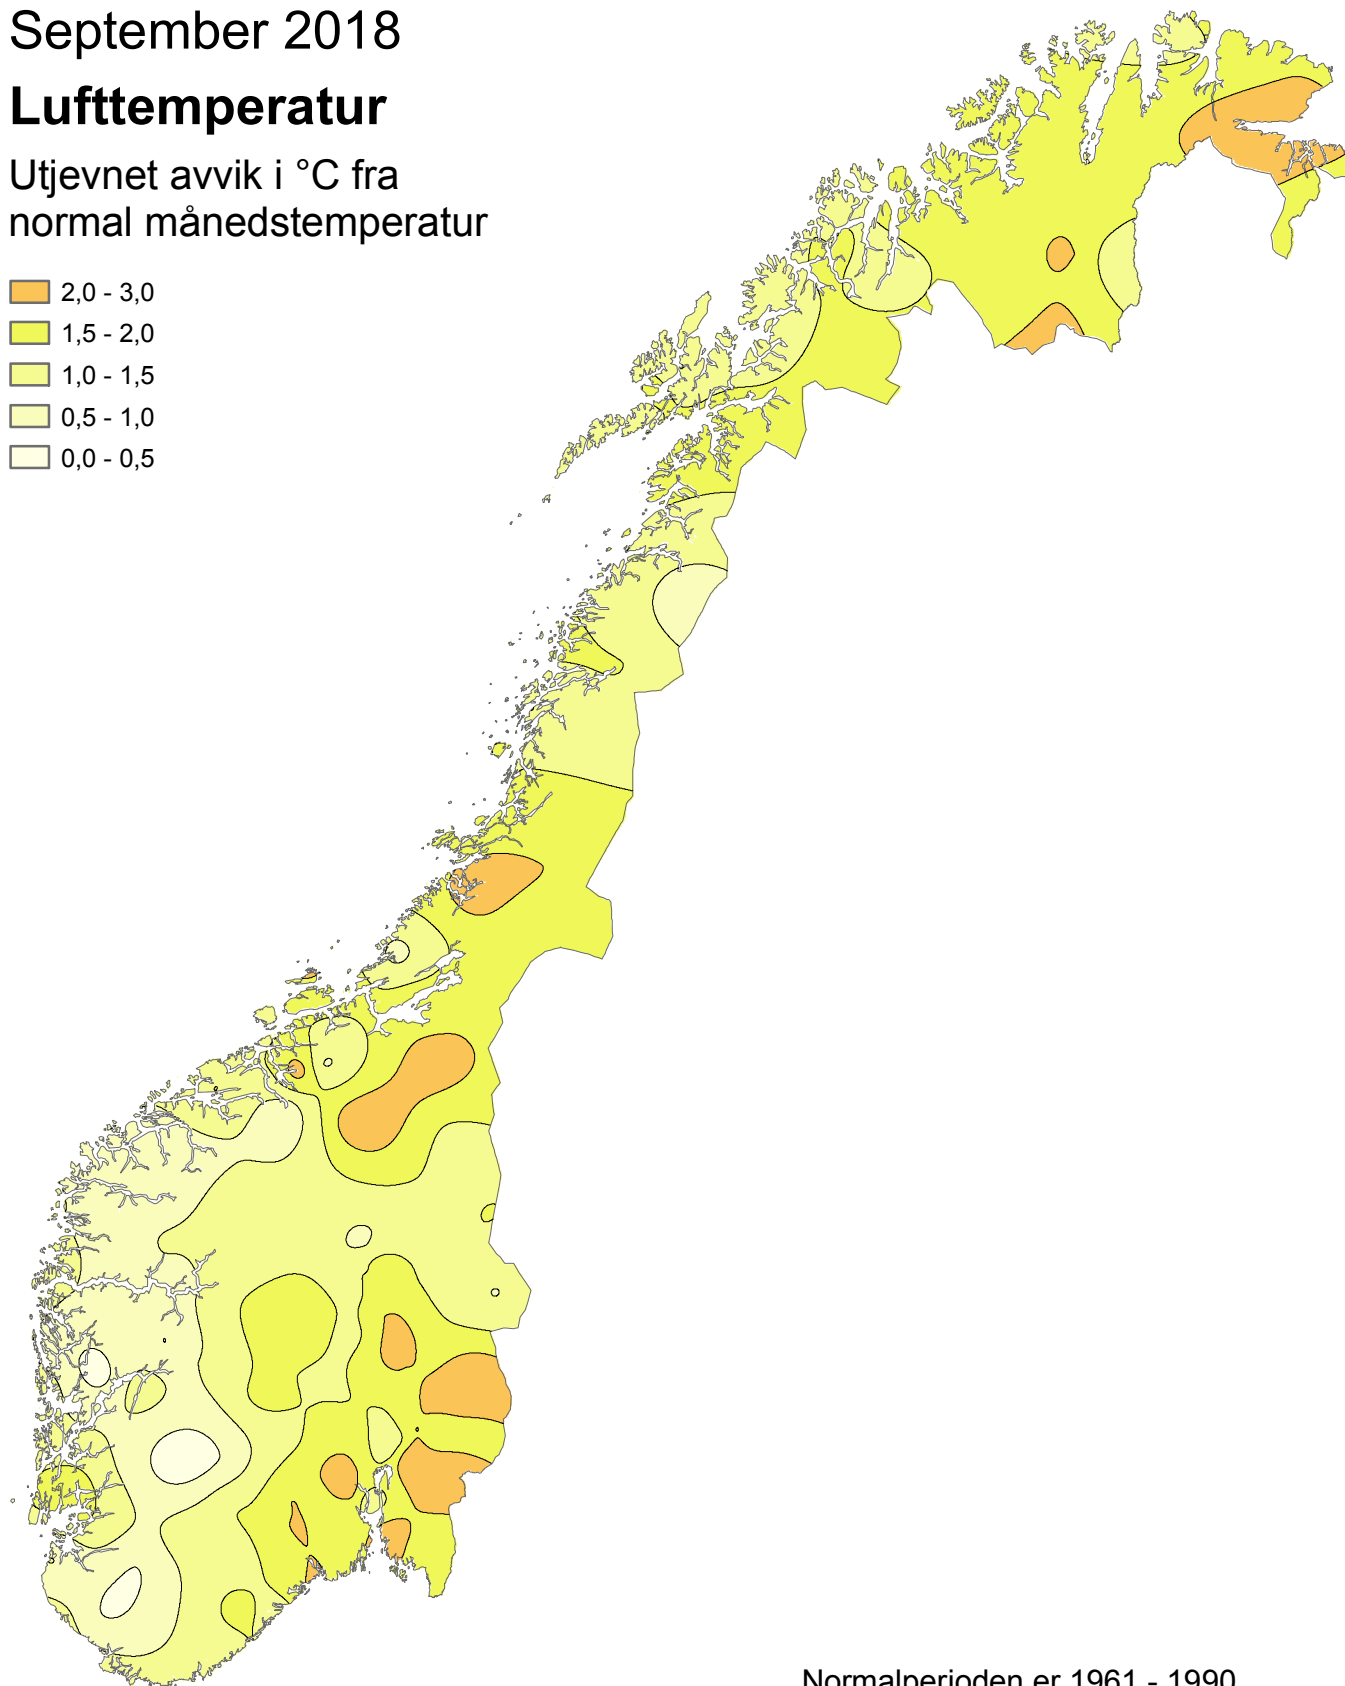 September 2018
Lufttemperatur
Utjevnet avvik i °C fra
normal månedstemperatur
2,0 - 3,0
1,5 - 2,0
1,0 - 1,5
0,5 - 1,0
0,0 - 0,5
Normalperioden er 1961 - 1990